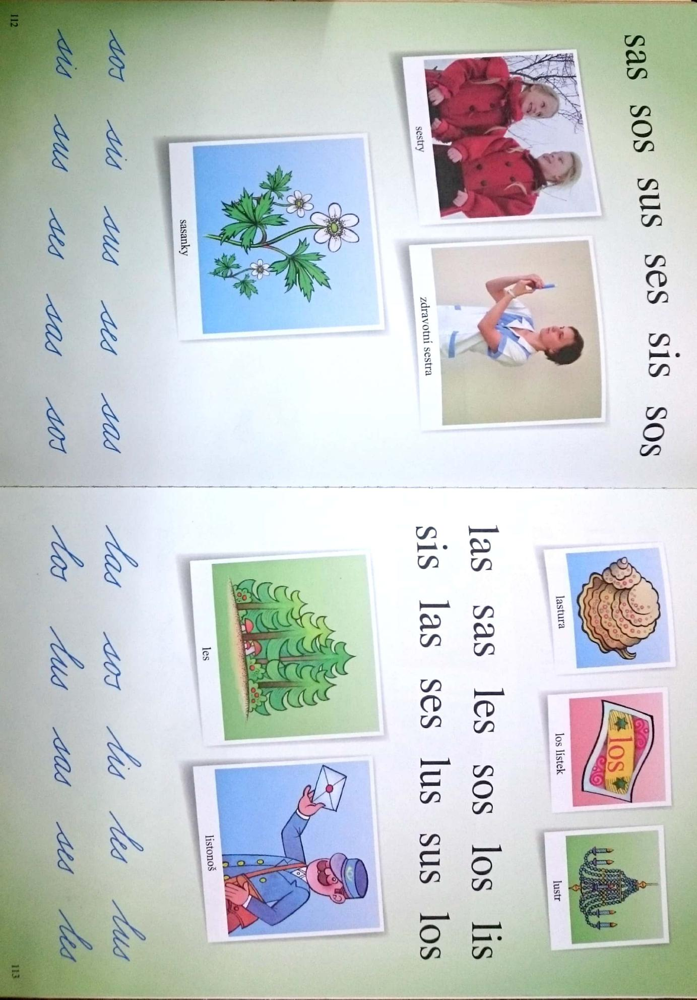 sas sos sus ses sis sos
sestry
zdravotní sestra
sasanky
sos sis sus ses sas
sis sus ses sas sos
112
lastura
los
los lístek
lustr
las sas les sos los lis
sis las ses lus sus los
les
listonoš
las sos lis les lus
los lus sas ses les
113